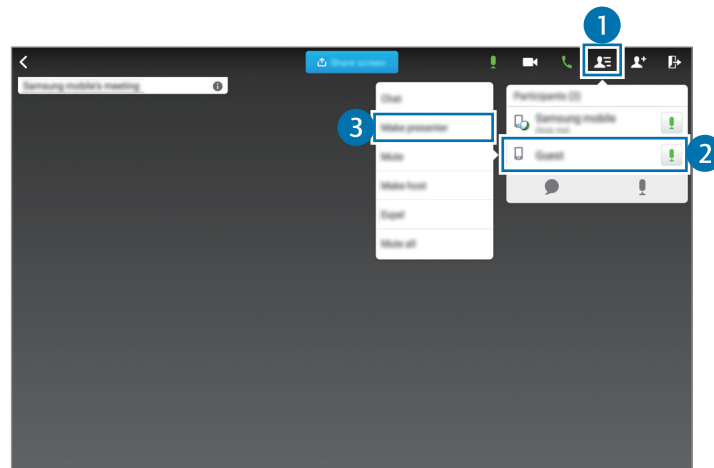 1
Share screen
Samsung mobile's meeting
Chat
Participants (2)
3
Make presenter
Samsung mobile
Mute
Guest
2
Make host
Expel
Mute all